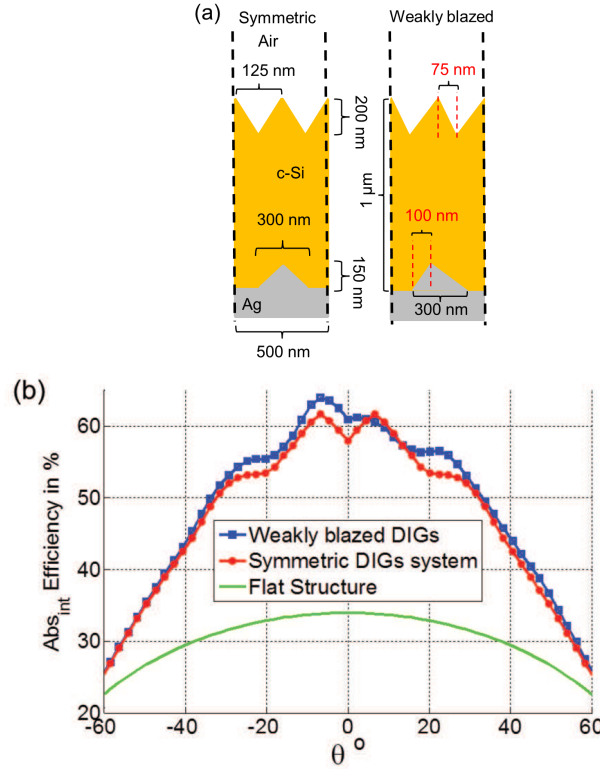 (a)
Symmetric
Weakly blazed
Air
125 nm
75 nm
200 nm
c-Si
1 µm
300 nm
100 nm
150 nm
Ag
300 nm
500 nm
(b)
Abs_int Efficiency in %
60
50
40
30
20
Weakly blazed DIGs
Symmetric DIGs system
Flat Structure
-60 -40 -20 0 20 40 60
θ °